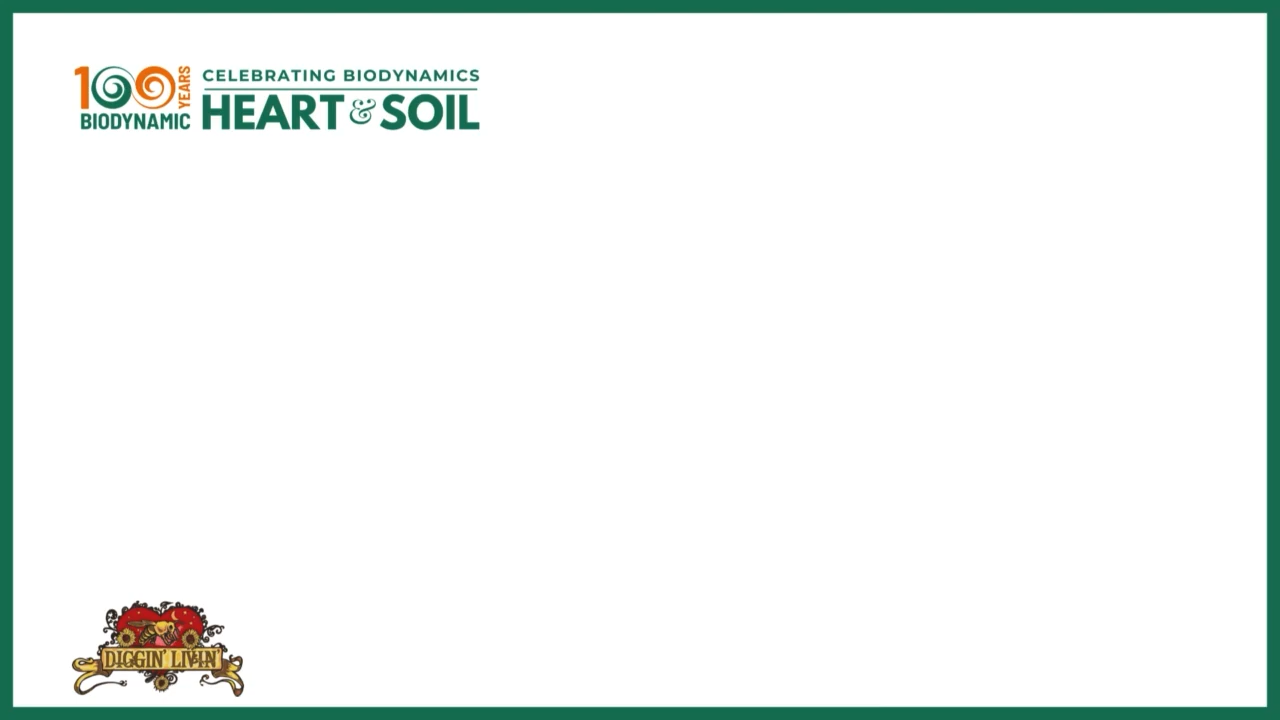 100 YEARS
BIODYNAMIC
CELEBRATING BIODYNAMICS
HEART & SOIL
DIGGIN' LIVIN'